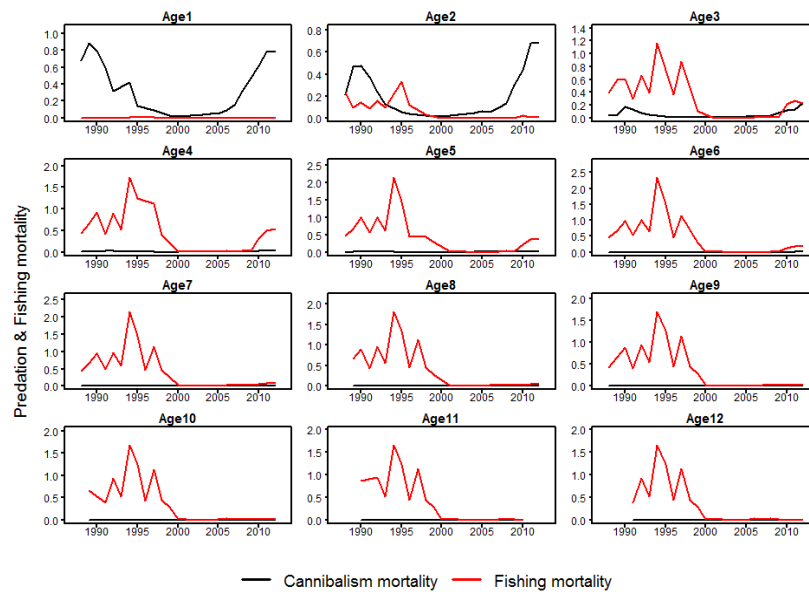 Age1 Age2 Age3
1.0 0.8 1.4
0.8 0.6 1.2
0.6 0.4 1.0
0.4 0.2 0.8
0.2 0.0 0.6
0.0 0.4
0.2
0.0
1990 1995 2000 2005 2010 1990 1995 2000 2005 2010 1990 1995 2000 2005 2010
Age4 Age5 Age6
2.0 2.5 2.5
1.5 2.0 2.0
1.0 1.5 1.5
0.5 1.0 1.0
0.0 0.5 0.5
0.0 0.0
1990 1995 2000 2005 2010 1990 1995 2000 2005 2010 1990 1995 2000 2005 2010
Predation & Fishing mortality
Age7 Age8 Age9
2.5 2.0 2.0
2.0 1.5 1.5
1.5 1.0 1.0
1.0 0.5 0.5
0.5 0.0 0.0
0.0
1990 1995 2000 2005 2010 1990 1995 2000 2005 2010 1990 1995 2000 2005 2010
Age10 Age11 Age12
2.0 2.0 2.0
1.5 1.5 1.5
1.0 1.0 1.0
0.5 0.5 0.5
0.0 0.0 0.0
1990 1995 2000 2005 2010 1990 1995 2000 2005 2010 1990 1995 2000 2005 2010
Cannibalism mortality Fishing mortality